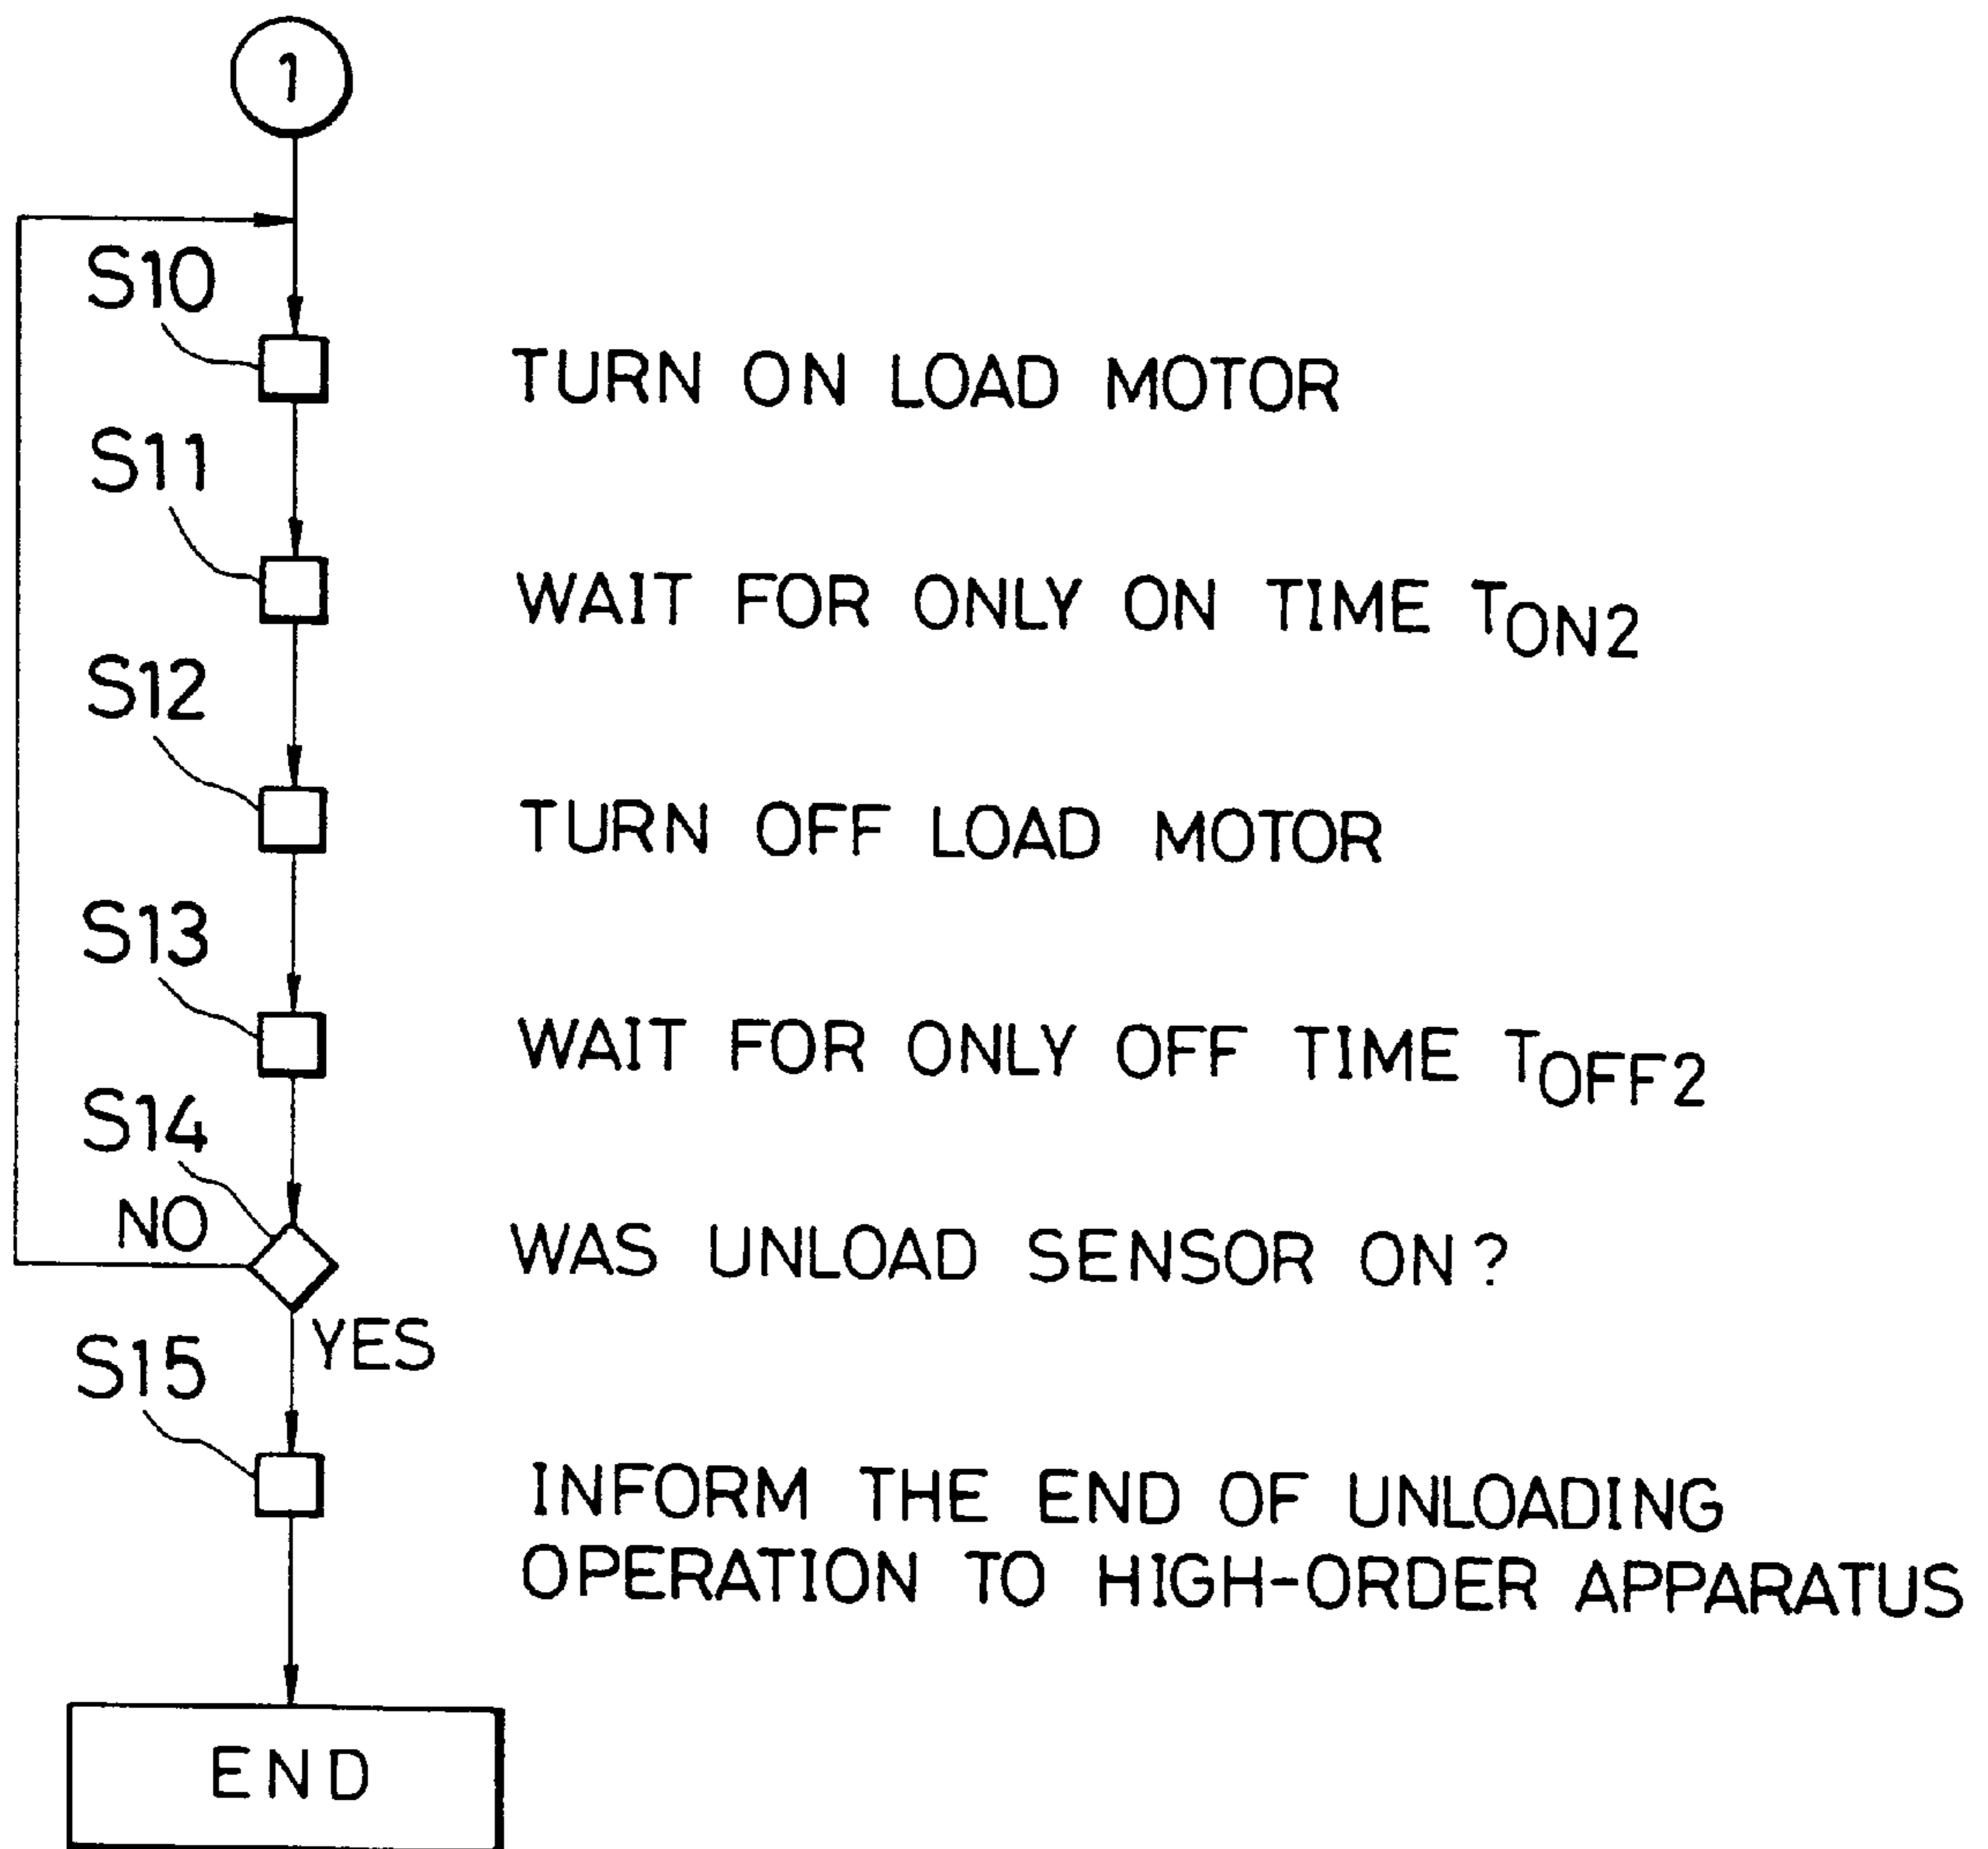 1
S10
TURN ON LOAD MOTOR
S11
WAIT FOR ONLY ON TIME TON2
S12
TURN OFF LOAD MOTOR
S13
WAIT FOR ONLY OFF TIME TOFF2
S14
NO
WAS UNLOAD SENSOR ON?
YES
S15
INFORM THE END OF UNLOADING
OPERATION TO HIGH-ORDER APPARATUS
END